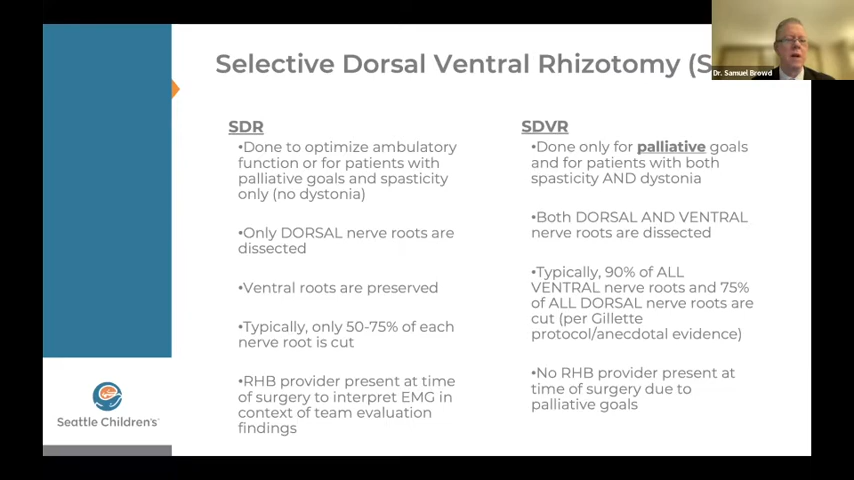 Selective Dorsal Ventral Rhizotomy (S
Dr. Samuel Browd
SDR
•Done to optimize ambulatory
function or for patients with
palliative goals and spasticity
only (no dystonia)
•Only DORSAL nerve roots are
dissected
•Ventral roots are preserved
•Typically, only 50-75% of each
nerve root is cut
•RHB provider present at time
of surgery to interpret EMG in
context of team evaluation
findings
SDVR
•Done only for palliative goals
and for patients with both
spasticity AND dystonia
•Both DORSAL AND VENTRAL
nerve roots are dissected
•Typically, 90% of ALL
VENTRAL nerve roots and 75%
of ALL DORSAL nerve roots are
cut (per Gillette
protocol/anecdotal evidence)
•No RHB provider present at
time of surgery due to
palliative goals
Seattle Children's